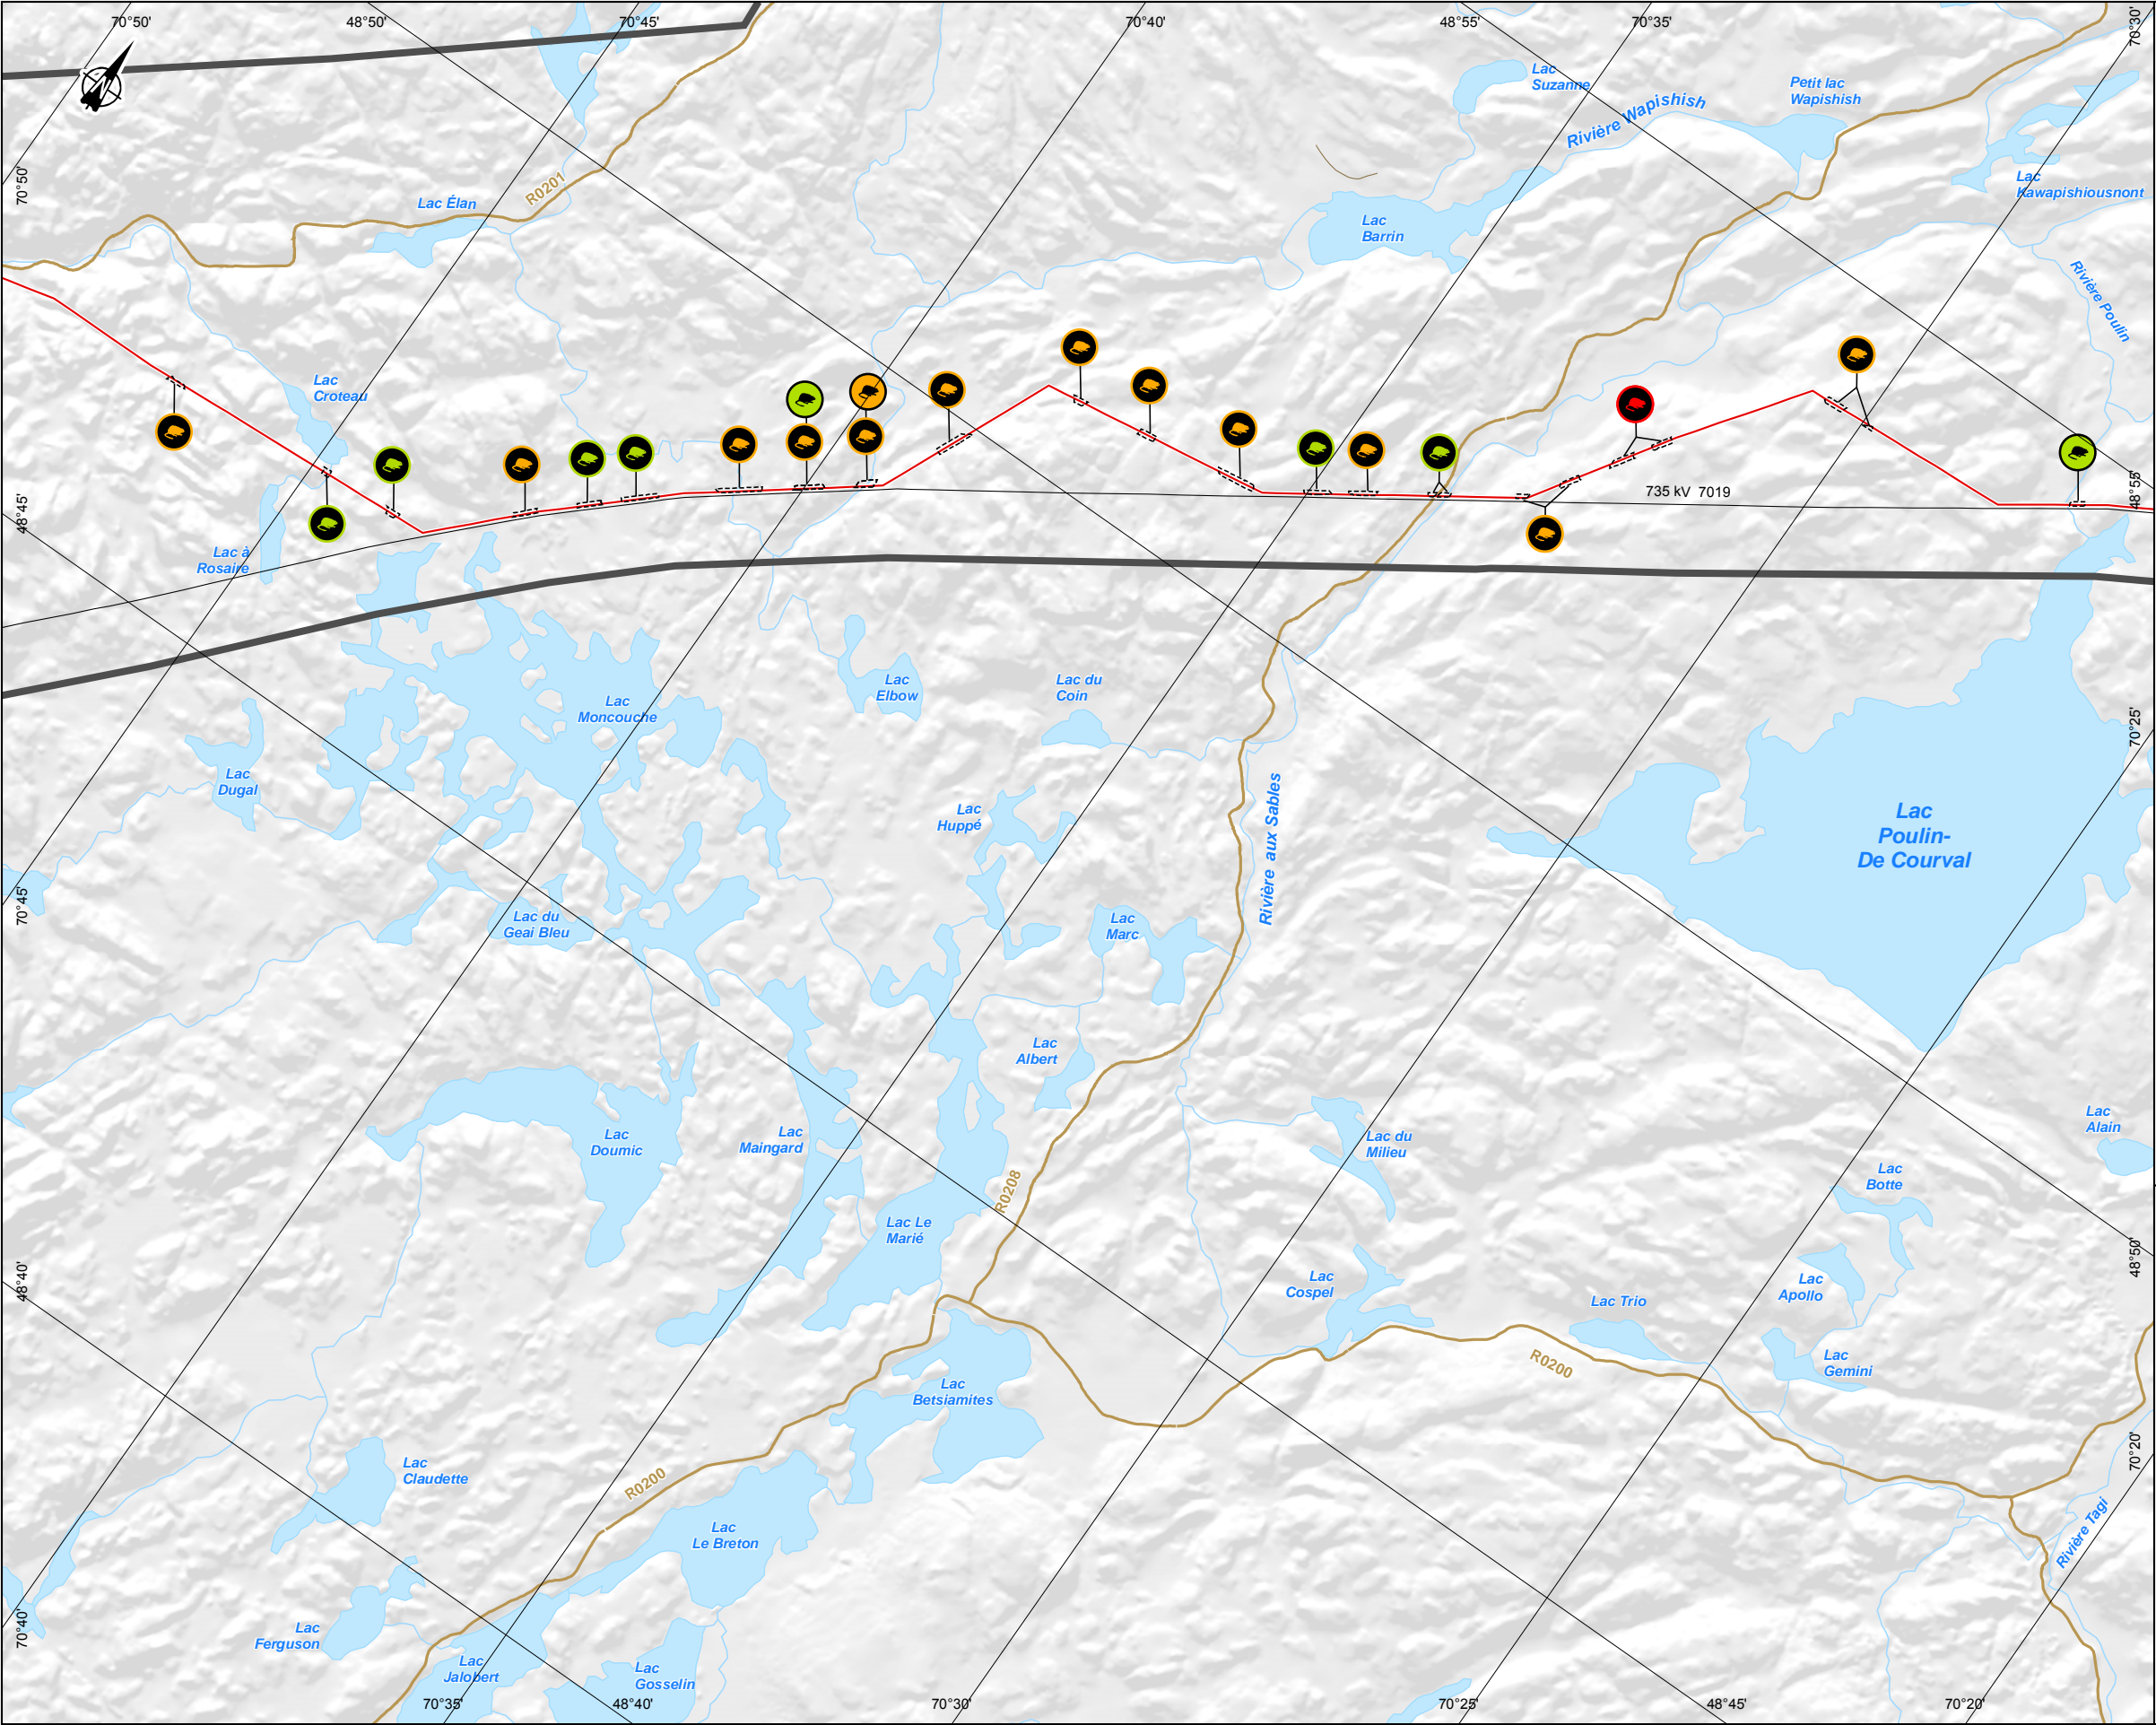 70°50'
48°50'
70°45'
70°40'
48°55'
70°35'
70°30'
Lac
Suzanne
Rivière Wapishish
Petit lac
Wapishish
70°50'
R0201
Lac Élan
Lac
Kawapishiousnont
Lac
Barrin
Rivière Poulin
Lac
Croteau
48°45'
735 kV 7019
48°55'
Lac à
Rosaire
Lac
Elbow
Lac du
Coin
Lac
Moncouche
70°25'
Lac
Dugal
Lac
Huppé
Rivière aux Sables
Lac
Poulin-
De Courval
70°45'
Lac du
Geai Bleu
Lac
Marc
Lac
Albert
Lac
Doumic
Lac
Maingard
Lac du
Milieu
Lac
Alain
Lac
Botte
R0208
Lac Le
Marié
48°40'
48°50'
Lac
Cospel
Lac Trio
Lac
Apollo
R0200
Lac
Gemini
Lac
Betsiamites
70°20'
Lac
Claudette
R0200
Rivière Tagi
Lac
Le Breton
70°40'
Lac
Ferguson
Lac
Jalobert
Lac
Gosselin
70°35'
48°40'
70°30'
70°25'
48°45'
70°20'